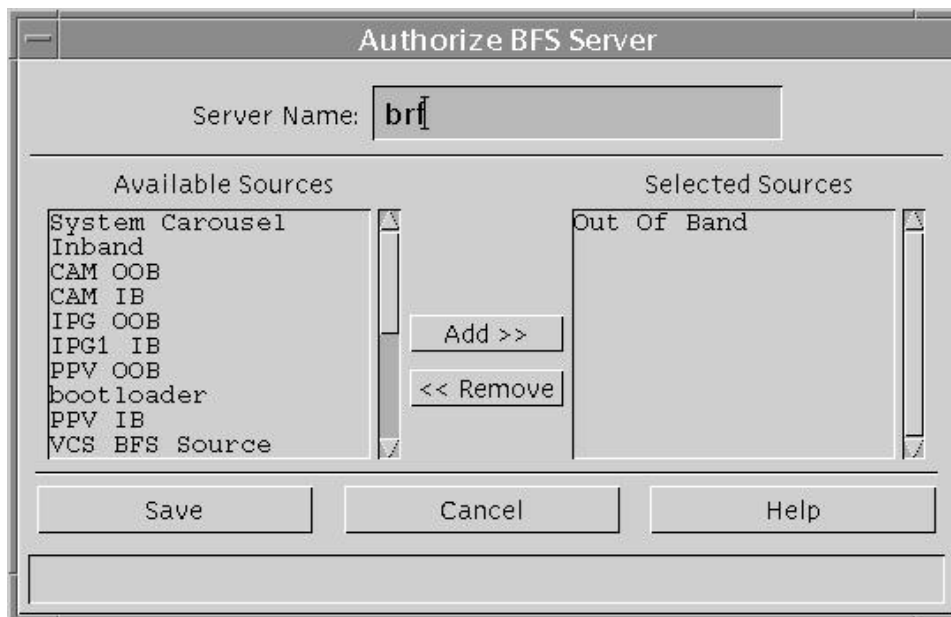 Authorize BFS Server
Server Name: brf
Available Sources
System Carousel
Inband
CAM OOB
CAM IB
IPG OOB
IPG1 IB
PPV OOB
bootloader
PPV IB
VCS BFS Source
Add >>
<< Remove
Selected Sources
Out Of Band
Save
Cancel
Help